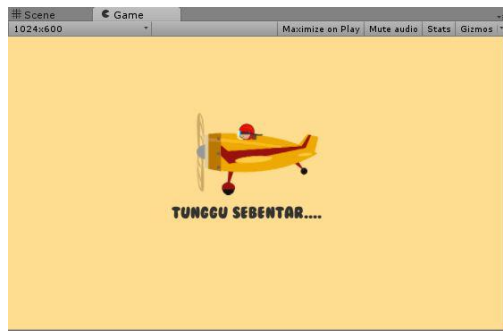 Scene Game
1024x600 Maximize on Play Mute audio Stats Gizmos
TUNGGU SEBENTAR....